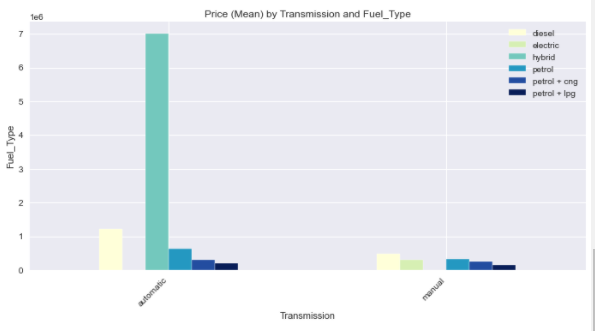 Price (Mean) by Transmission and Fuel_Type
1e6
7
6
5
4
3
2
1
0
Fuel_Type
diesel
electric
hybrid
petrol
petrol + cng
petrol + lpg
automatic
manual
Transmission